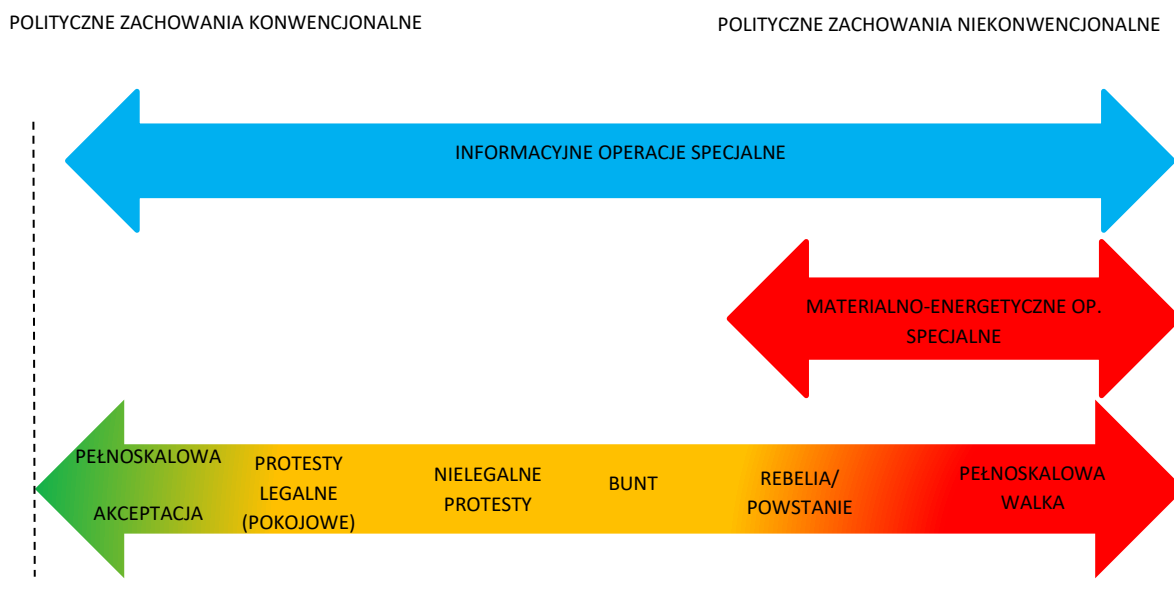 POLITYCZNE ZACHOWANIA KONWENCJONALNE
POLITYCZNE ZACHOWANIA NIEKONWENCJONALNE
INFORMACYJNE OPERACJE SPECJALNE
MATERIALNO-ENERGETYCZNE OP.
SPECJALNE
PEŁNOSKALOWA
AKCEPTACJA
PROTESTY
LEGALNE
(POKOJOWE)
NIELEGALNE
PROTESTY
BUNT
REBELIA/
POWSTANIE
PEŁNOSKALOWA
WALKA